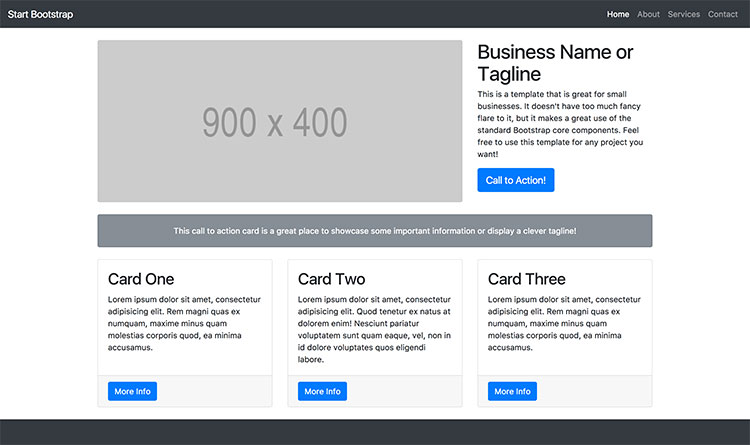 Start Bootstrap
Home About Services Contact
900 x 400
Business Name or
Tagline
This is a template that is great for small
businesses. It doesn't have too much fancy
flare to it, but it makes a great use of the
standard Bootstrap core components. Feel
free to use this template for any project you
want!
Call to Action!
This call to action card is a great place to showcase some important information or display a clever tagline!
Card One
Lorem ipsum dolor sit amet, consectetur
adipisicing elit. Rem magni quas ex
numquam, maxime minus quam
molestias corporis quod, ea minima
accusamus.
More Info
Card Two
Lorem ipsum dolor sit amet, consectetur
adipisicing elit. Quod tenetur ex natus at
dolorem enim! Nesciunt pariatur
voluptatem sunt quam eaque, vel, non in
id dolore voluptates quos eligendi
labore.
More Info
Card Three
Lorem ipsum dolor sit amet, consectetur
adipisicing elit. Rem magni quas ex
numquam, maxime minus quam
molestias corporis quod, ea minima
accusamus.
More Info